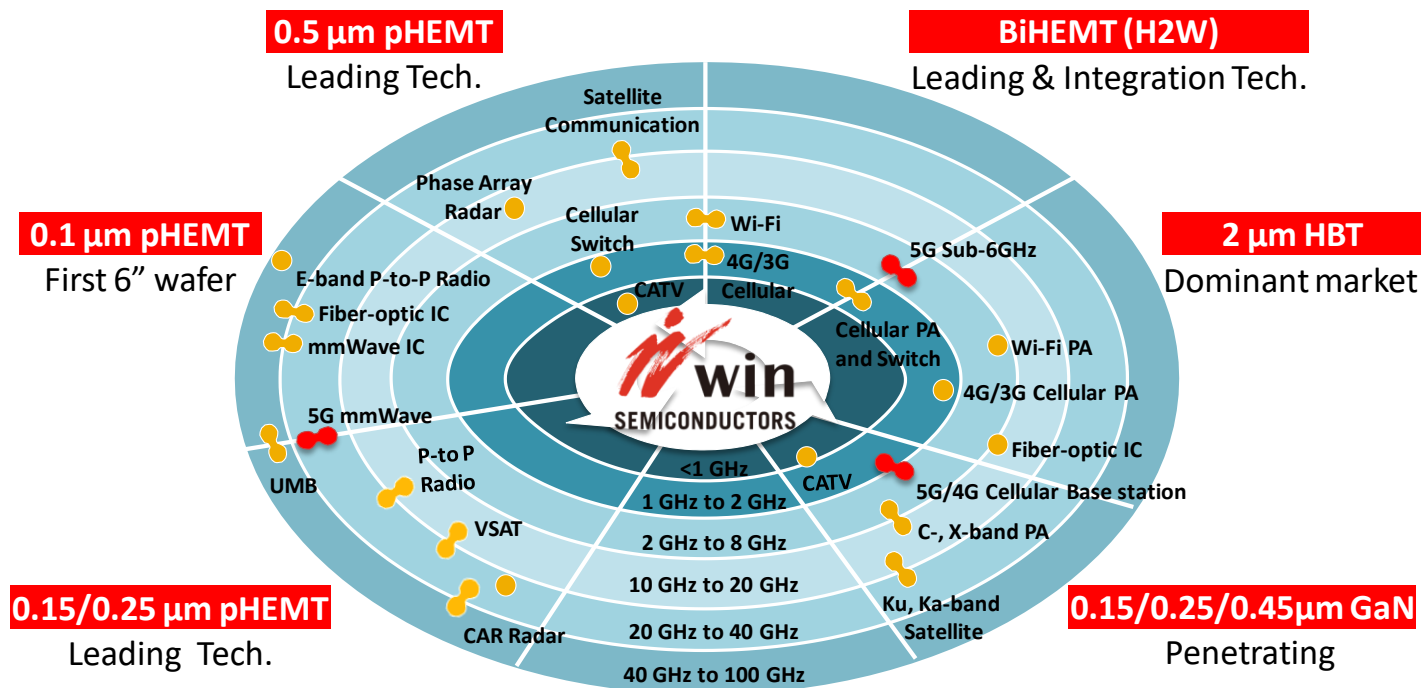 0.5 µm pHEMT
Leading Tech.
BiHEMT (H2W)
Leading & Integration Tech.
Satellite
Communication
Phase Array
Radar
Cellular
Switch
Wi-Fi
4G/3G
Cellular
CATV
5G Sub-6GHz
Cellular PA
and Switch
0.1 µm pHEMT
First 6” wafer
2 µm HBT
Dominant market
E-band P-to-P Radio
Fiber-optic IC
mmWave IC
Wi-Fi PA
4G/3G Cellular PA
Fiber-optic IC
win
SEMICONDUCTORS
5G mmWave
UMB
P-to P
Radio
VSAT
CAR Radar
<1 GHz
1 GHz to 2 GHz
2 GHz to 8 GHz
10 GHz to 20 GHz
20 GHz to 40 GHz
40 GHz to 100 GHz
CATV
5G/4G Cellular Base station
C-, X-band PA
Ku, Ka-band
Satellite
0.15/0.25 µm pHEMT
Leading Tech.
0.15/0.25/0.45µm GaN
Penetrating